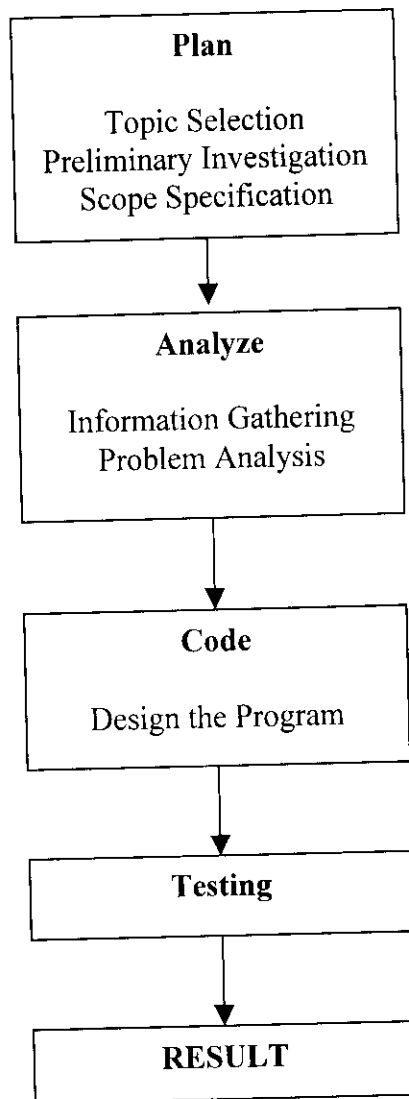 Plan
Topic Selection
Preliminary Investigation
Scope Specification
Analyze
Information Gathering
Problem Analysis
Code
Design the Program
Testing
RESULT